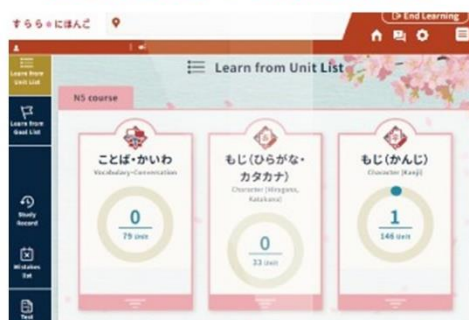 すらら にほんご
End Learning
Learn from
Unit List
Learn from Unit List
Learn from
Goal List
N5 course
ことば・かいわ
Vocabulary・Conversation
0
79 Unit
もじ(ひらがな・
カタカナ)
Character (Hiragana,
Katakana)
0
33 Unit
もじ(かんじ)
Character (Kanji)
1
146 Unit
Study
Record
Mistakes
list
Test